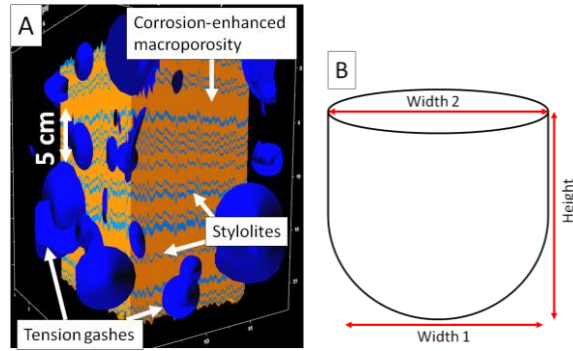 A
Corrosion-enhanced
macroporosity
5 cm
Stylolites
Tension gashes
B
Width 2
Height
Width 1